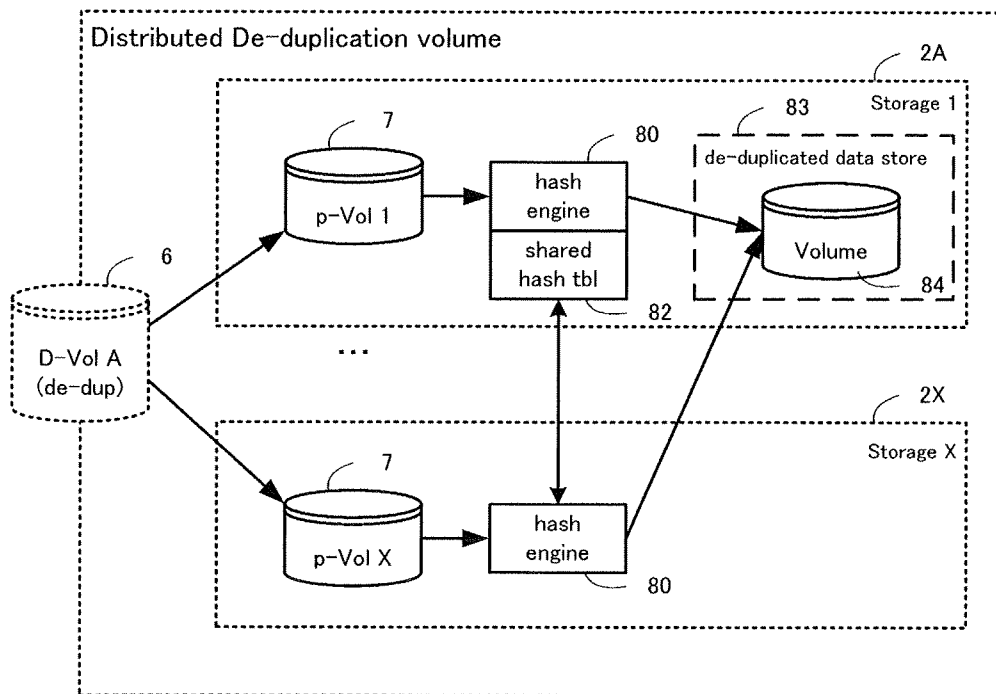 Distributed De-duplication volume
2A
Storage 1
7
80
83
de-duplicated data store
hash
engine
p-Vol 1
shared
hash tbl
Volume
84
82
6
D-Vol A
(de-dup)
...
2X
Storage X
7
hash
engine
p-Vol X
80